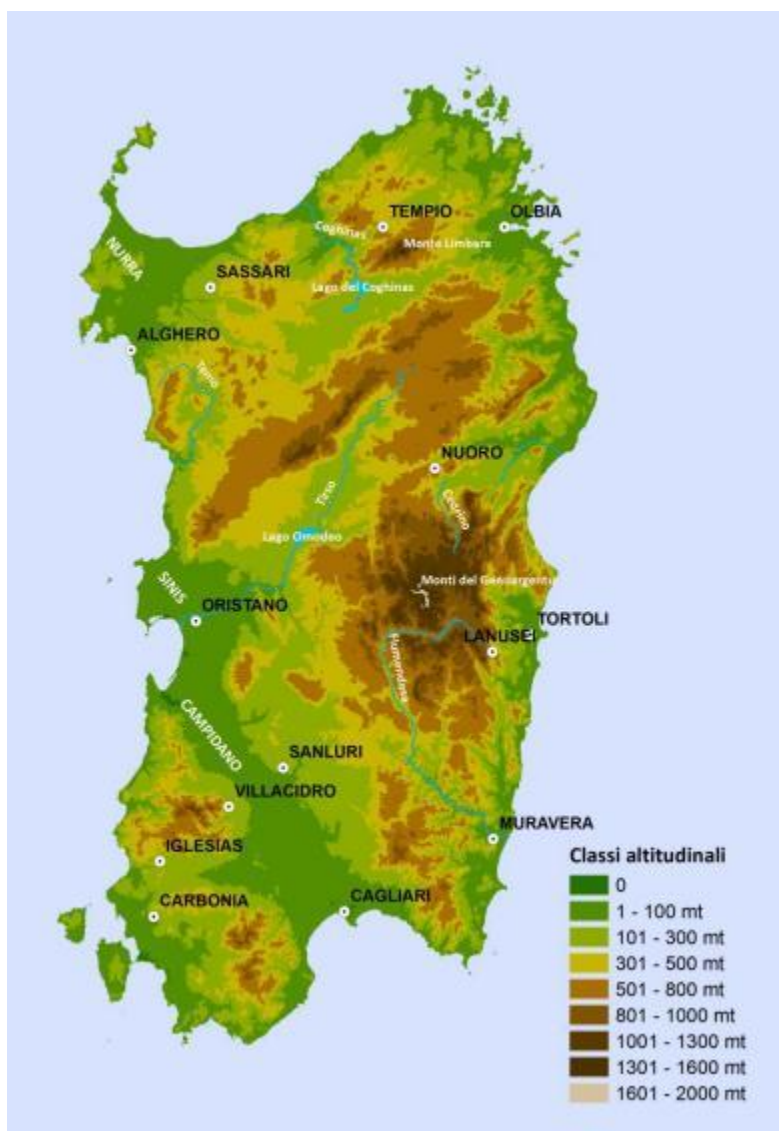 TEMPIO
OLBIA
Coghinas
Monte Limbara
NURRA
SASSARI
Lago del Coghinas
ALGHERO
Temo
NUORO
Tirso
Cedrino
Lago Omodeo
Monti del Gennargentu
SINIS
ORISTANO
TORTOLI
LANUSEI
Flumendosa
CAMPIDANO
SANLURI
VILLACIDRO
MURAVERA
IGLESIAS
CARBONIA
CAGLIARI
Classi altitudinali
0
1 - 100 mt
101 - 300 mt
301 - 500 mt
501 - 800 mt
801 - 1000 mt
1001 - 1300 mt
1301 - 1600 mt
1601 - 2000 mt